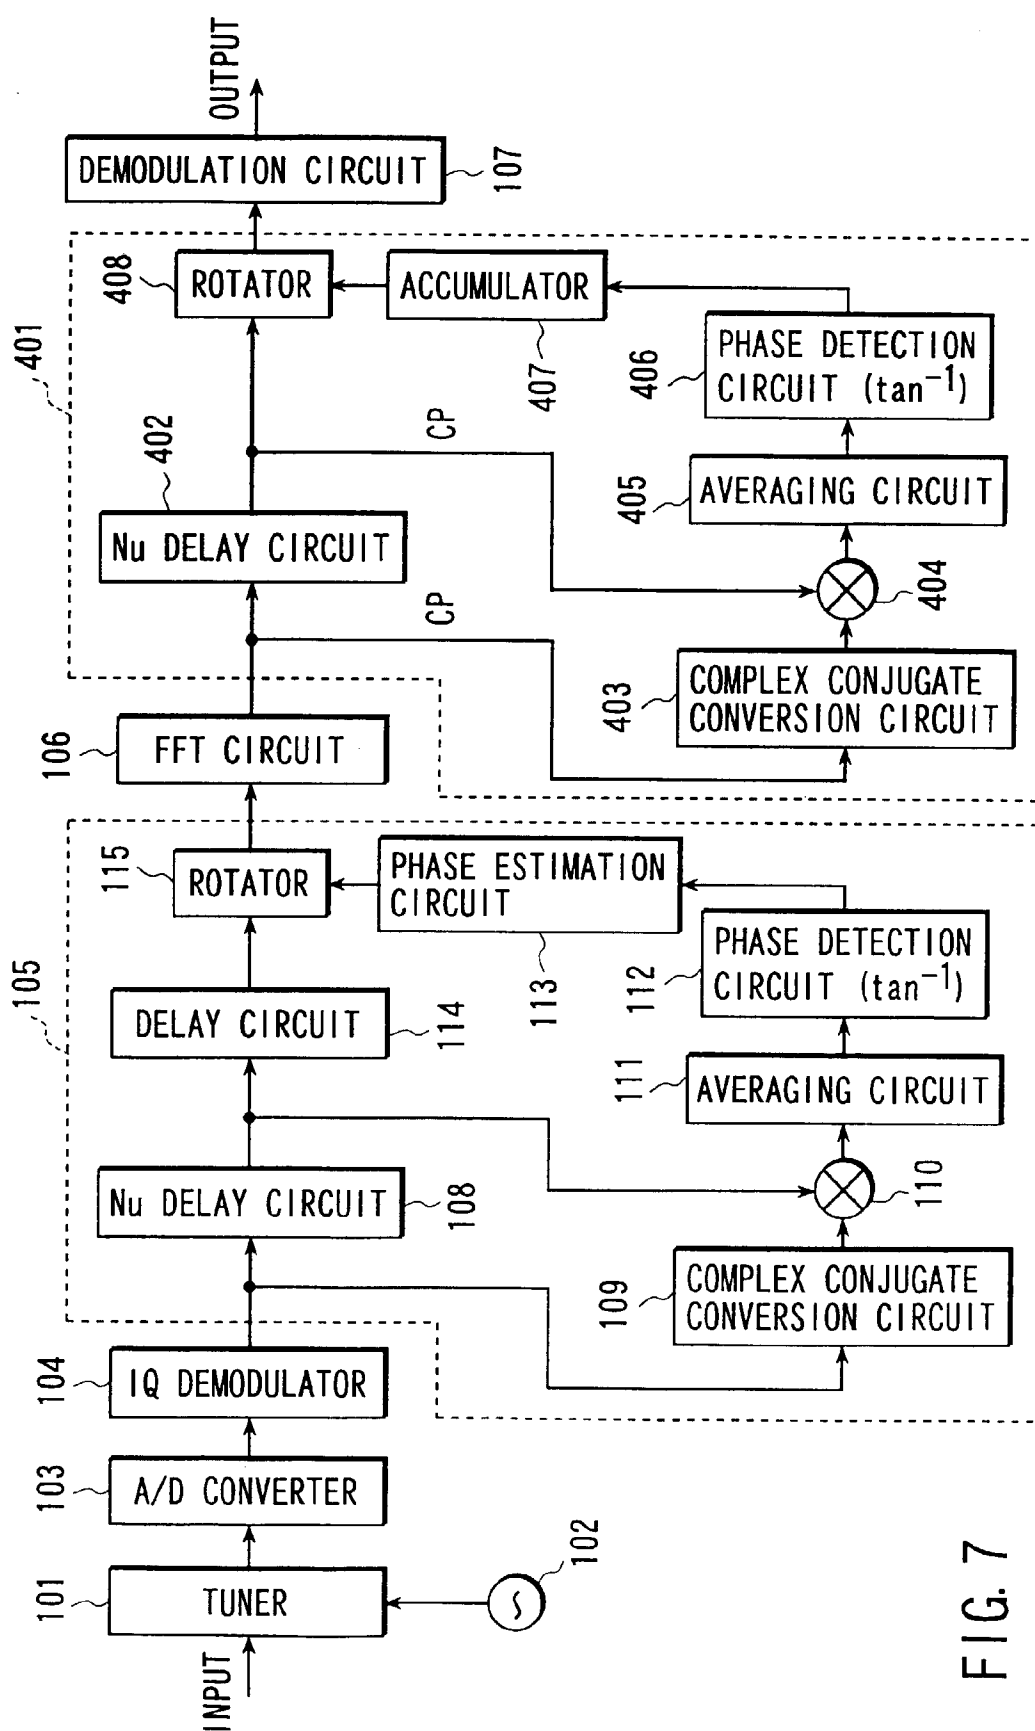 INPUT
TUNER
101
102
A/D CONVERTER
103
IQ DEMODULATOR
104
105
Nu DELAY CIRCUIT
108
COMPLEX CONJUGATE
CONVERSION CIRCUIT
109
110
AVERAGING CIRCUIT
111
PHASE DETECTION
CIRCUIT (tan⁻¹)
112
PHASE ESTIMATION
CIRCUIT
113
DELAY CIRCUIT
114
ROTATOR
115
FFT CIRCUIT
106
401
Nu DELAY CIRCUIT
402
CP
CP
COMPLEX CONJUGATE
CONVERSION CIRCUIT
403
404
AVERAGING CIRCUIT
405
PHASE DETECTION
CIRCUIT (tan⁻¹)
406
ACCUMULATOR
407
ROTATOR
408
DEMODULATION CIRCUIT
107
OUTPUT
FIG. 7